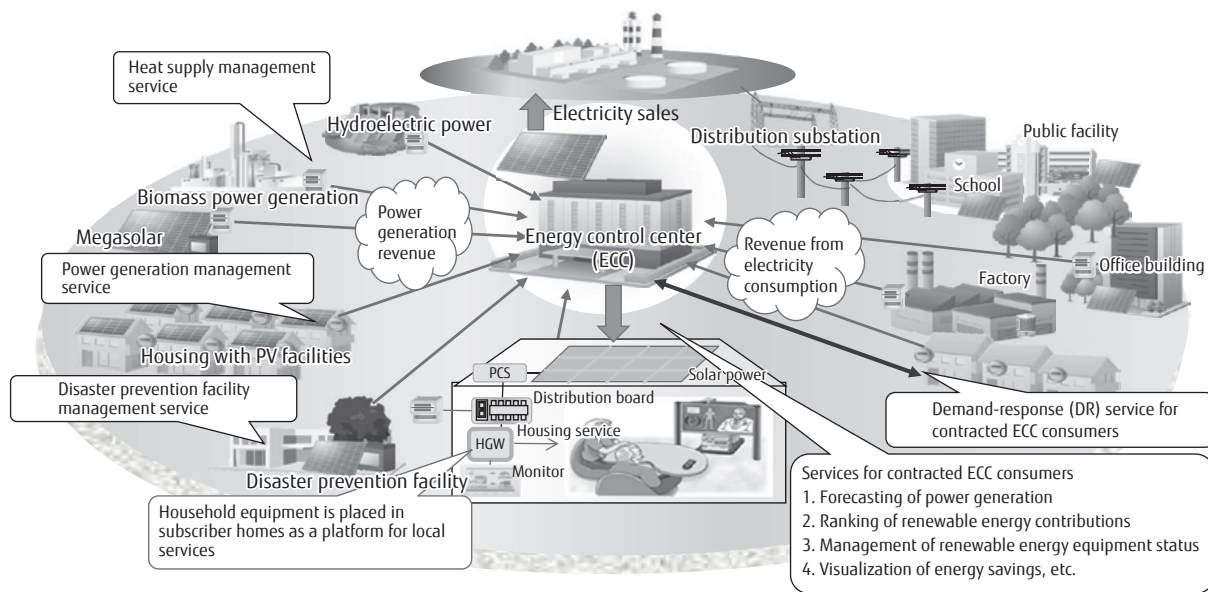 Heat supply management
service
Hydroelectric power
Electricity sales
Distribution substation
Public facility
School
Biomass power generation
Megasolar
Power
generation
revenue
Energy control center
(ECC)
Revenue from
electricity
consumption
Factory
Office building
Power generation management
service
Housing with PV facilities
Disaster prevention facility
management service
Disaster prevention facility
PCS
Solar power
Distribution board
Housing service
HGW
Monitor
Household equipment is placed in
subscriber homes as a platform for local
services
Demand-response (DR) service for
contracted ECC consumers
Services for contracted ECC consumers
1. Forecasting of power generation
2. Ranking of renewable energy contributions
3. Management of renewable energy equipment status
4. Visualization of energy savings, etc.